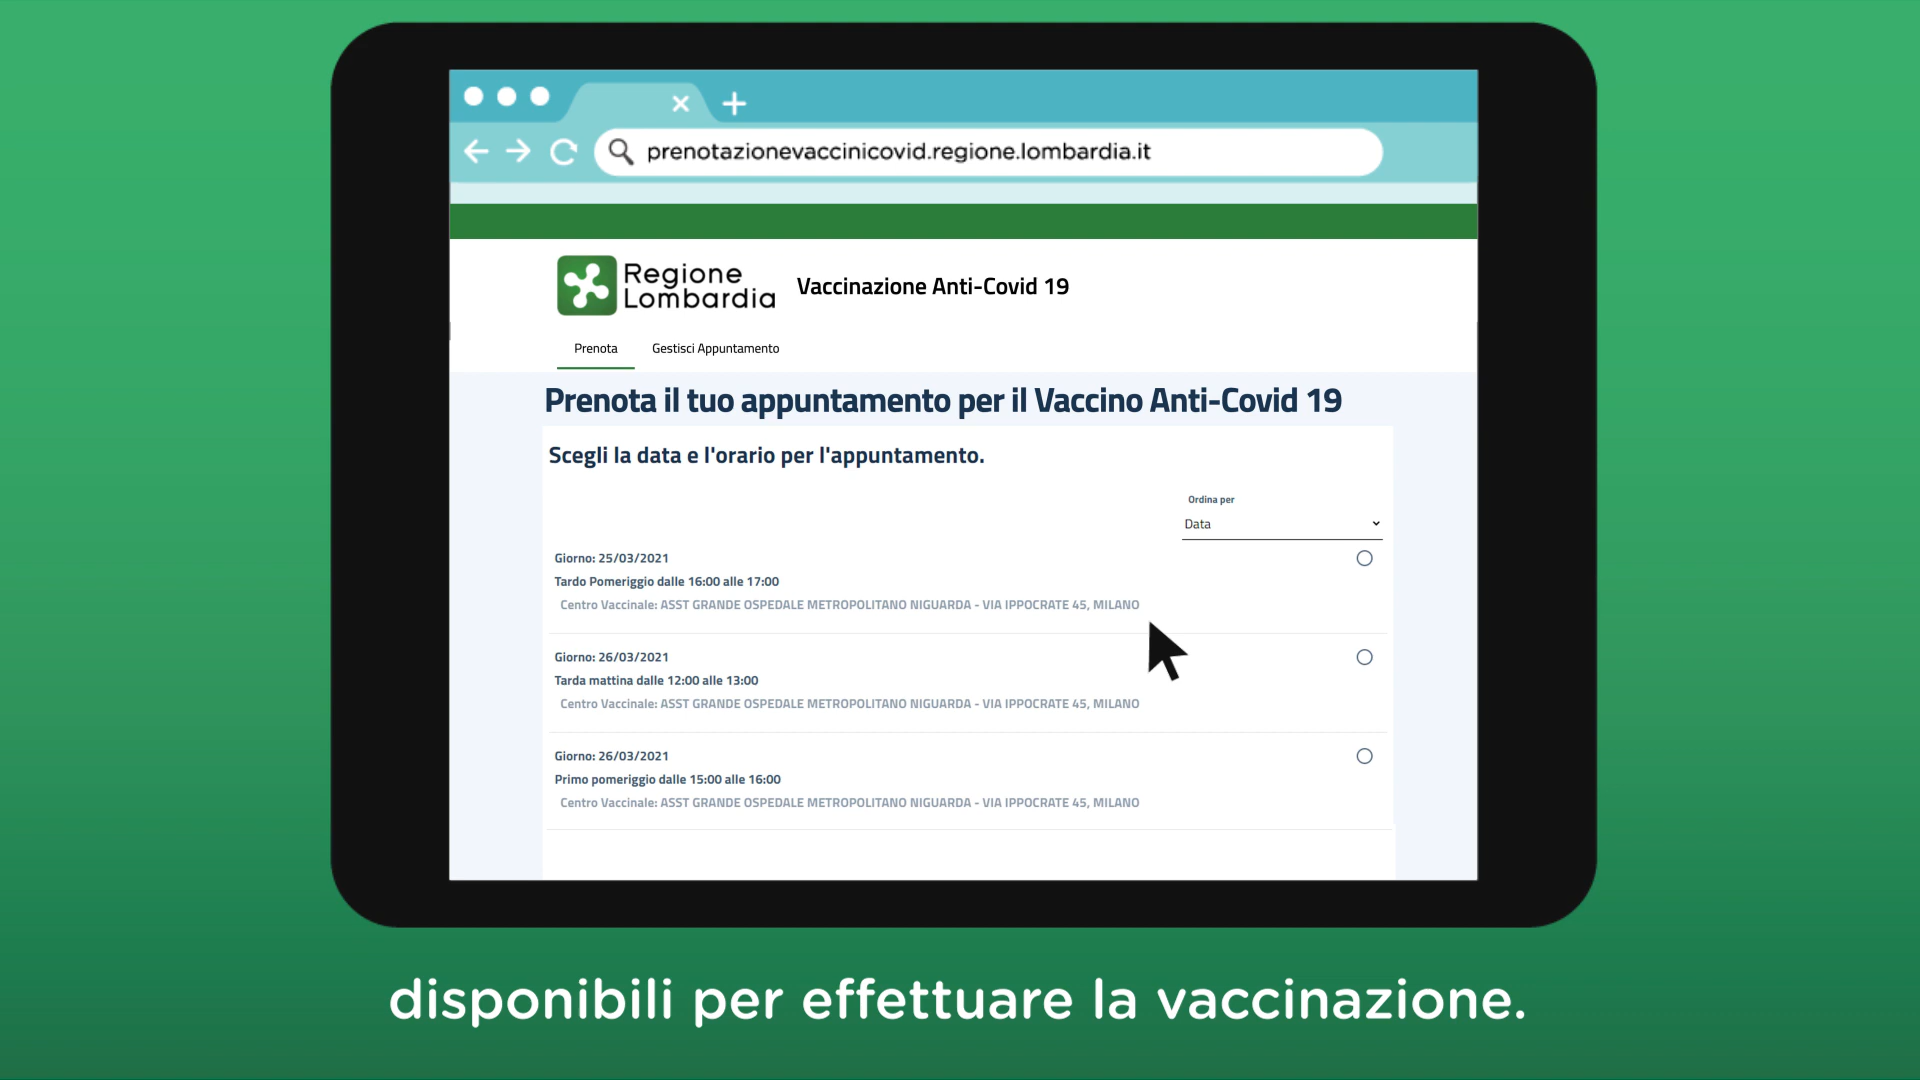 prenotazionevaccinicovid.regione.lombardia.it
Regione
Lombardia
Vaccinazione Anti-Covid 19
Prenota
Gestisci Appuntamento
Prenota il tuo appuntamento per il Vaccino Anti-Covid 19
Scegli la data e l'orario per l'appuntamento.
Ordina per
Data
Giorno: 25/03/2021
Tardo Pomeriggio dalle 16:00 alle 17:00
Centro Vaccinale: ASST GRANDE OSPEDALE METROPOLITANO NIGUARDA - VIA IPPOCRATE 45, MILANO
Giorno: 26/03/2021
Tarda mattina dalle 12:00 alle 13:00
Centro Vaccinale: ASST GRANDE OSPEDALE METROPOLITANO NIGUARDA - VIA IPPOCRATE 45, MILANO
Giorno: 26/03/2021
Primo pomeriggio dalle 15:00 alle 16:00
Centro Vaccinale: ASST GRANDE OSPEDALE METROPOLITANO NIGUARDA - VIA IPPOCRATE 45, MILANO
disponibili per effettuare la vaccinazione.